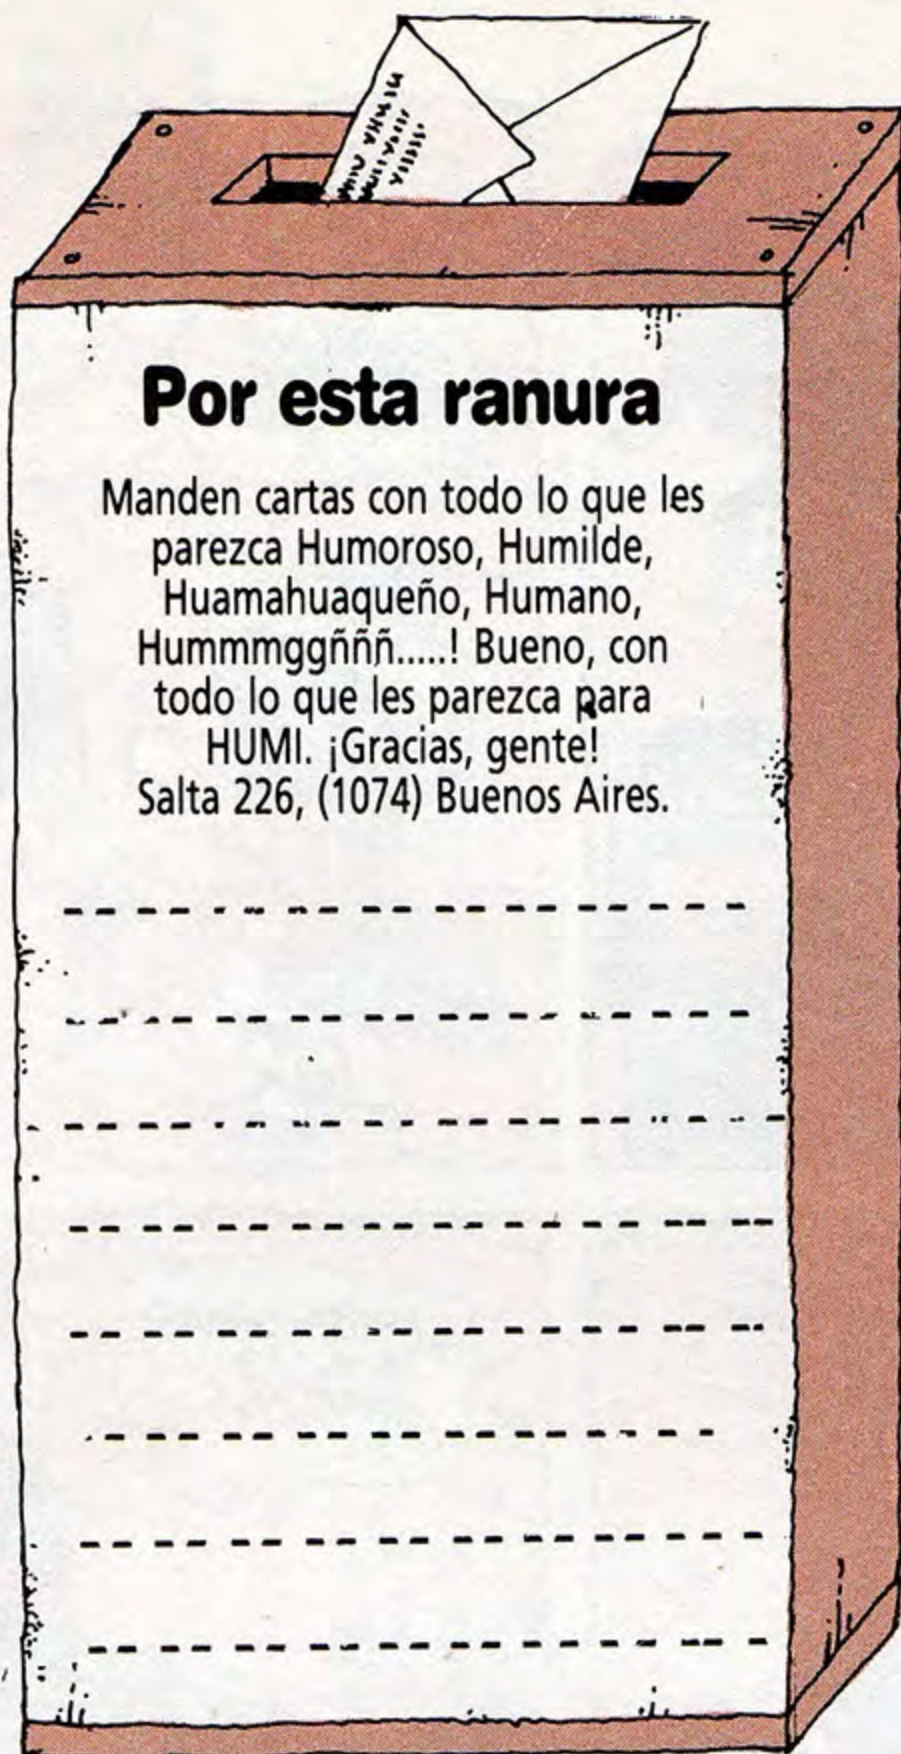 Por esta ranura
Manden cartas con todo lo que les
parezca Humoroso, Humilde,
Huamahuaqueño, Humano,
Hummmggñññ.....! Bueno, con
todo lo que les parezca para
HUMI. ¡Gracias, gente!
Salta 226, (1074) Buenos Aires.